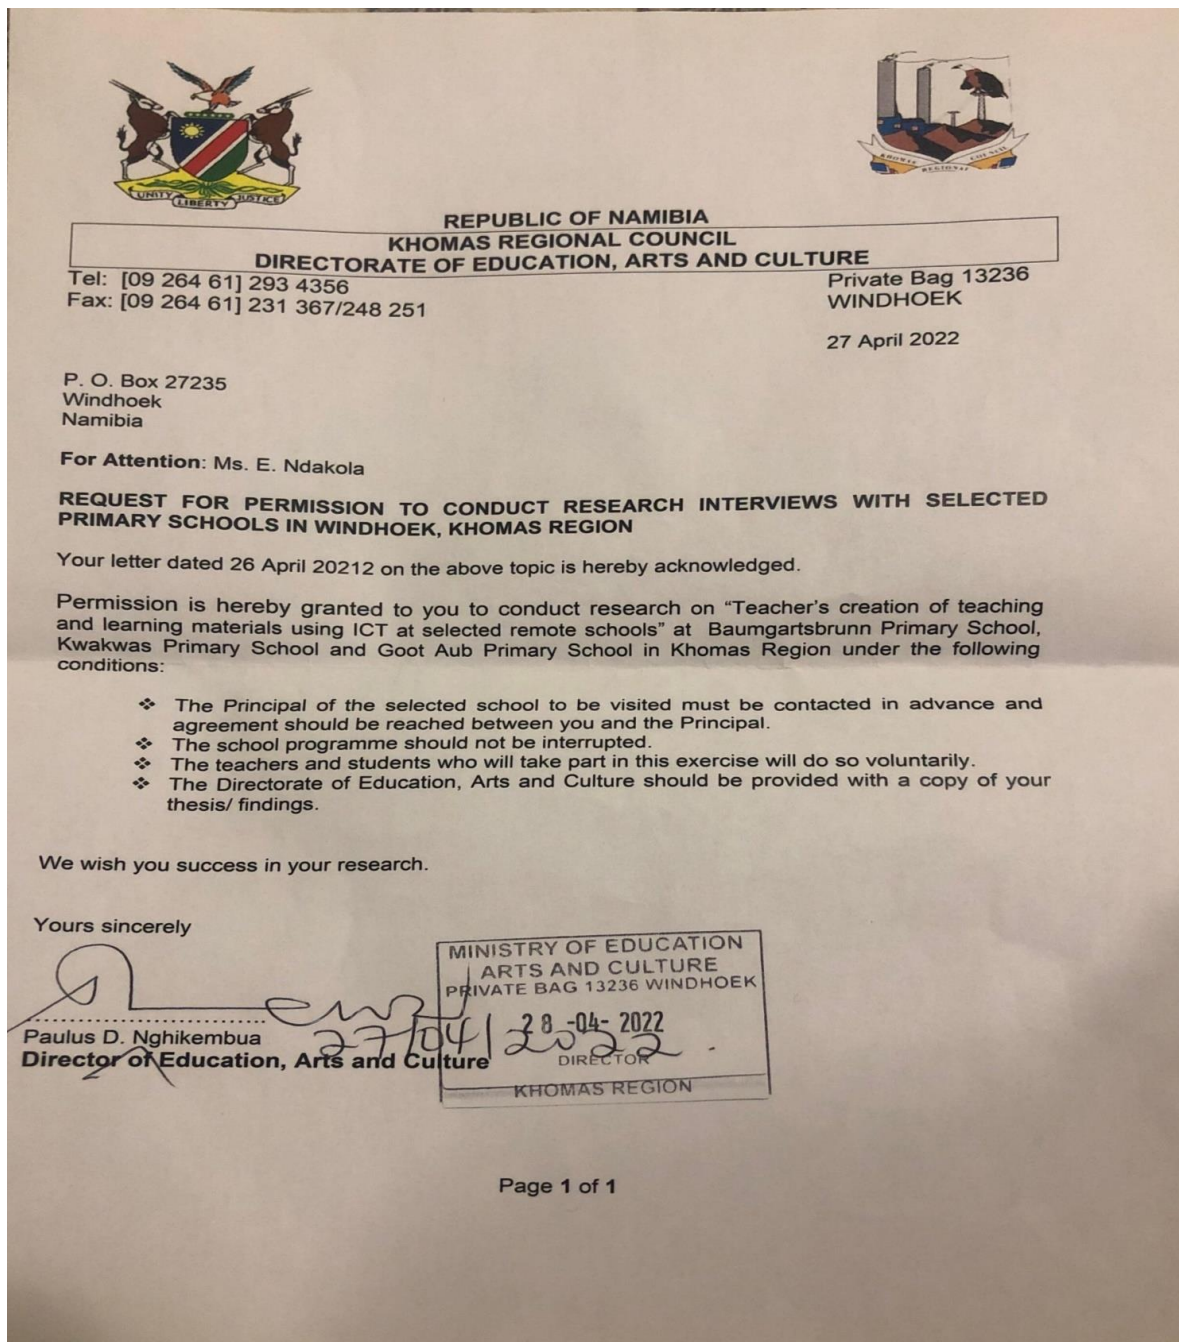 UNITY LIBERTY JUSTICE
KHOMAS REGIONAL COUNCIL
REPUBLIC OF NAMIBIA
KHOMAS REGIONAL COUNCIL
DIRECTORATE OF EDUCATION, ARTS AND CULTURE
Tel: [09 264 61] 293 4356
Fax: [09 264 61] 231 367/248 251
Private Bag 13236
WINDHOEK
27 April 2022
P. O. Box 27235
Windhoek
Namibia
For Attention: Ms. E. Ndakola
REQUEST FOR PERMISSION TO CONDUCT RESEARCH INTERVIEWS WITH SELECTED
PRIMARY SCHOOLS IN WINDHOEK, KHOMAS REGION
Your letter dated 26 April 20212 on the above topic is hereby acknowledged.
Permission is hereby granted to you to conduct research on “Teacher’s creation of teaching
and learning materials using ICT at selected remote schools” at Baumgartsbrunn Primary School,
Kwakwas Primary School and Goot Aub Primary School in Khomas Region under the following
conditions:
❖ The Principal of the selected school to be visited must be contacted in advance and
agreement should be reached between you and the Principal.
❖ The school programme should not be interrupted.
❖ The teachers and students who will take part in this exercise will do so voluntarily.
❖ The Directorate of Education, Arts and Culture should be provided with a copy of your
thesis/ findings.
We wish you success in your research.
Yours sincerely
Paulus D. Nghikembua
Director of Education, Arts and Culture
27/04/2022
MINISTRY OF EDUCATION
ARTS AND CULTURE
PRIVATE BAG 13236 WINDHOEK
28 -04- 2022
DIRECTOR
KHOMAS REGION
Page 1 of 1